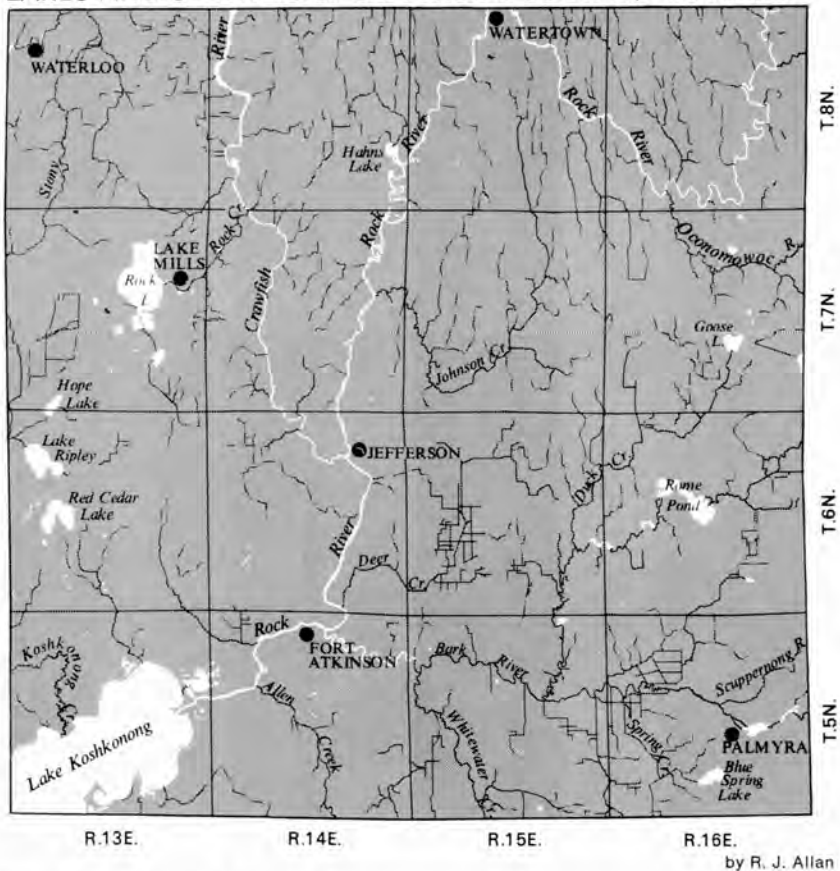 WATERTOWN
WATERLOO
River
Rock
River
River
Hahns
Lake
Stony
T.8N.
Rock Cr.
Rock
Oconomowoc R.
LAKE
MILLS
Rock
L.
Crawfish
Goose
L.
Johnson Cr.
T.7N.
Hope
Lake
Lake
Ripley
JEFFERSON
Red Cedar
Lake
Duck Cr.
Rome
Pond
River
Deer Cr.
T.6N.
Rock
FORT
ATKINSON
Koshkonong Cr.
Bark River
Scuppernong R.
Allen
Creek
Whitewater Cr.
Spring Cr.
PALMYRA
Lake Koshkonong
Blue
Spring
Lake
T.5N.
R.13E.
R.14E.
R.15E.
R.16E.
by R. J. Allan